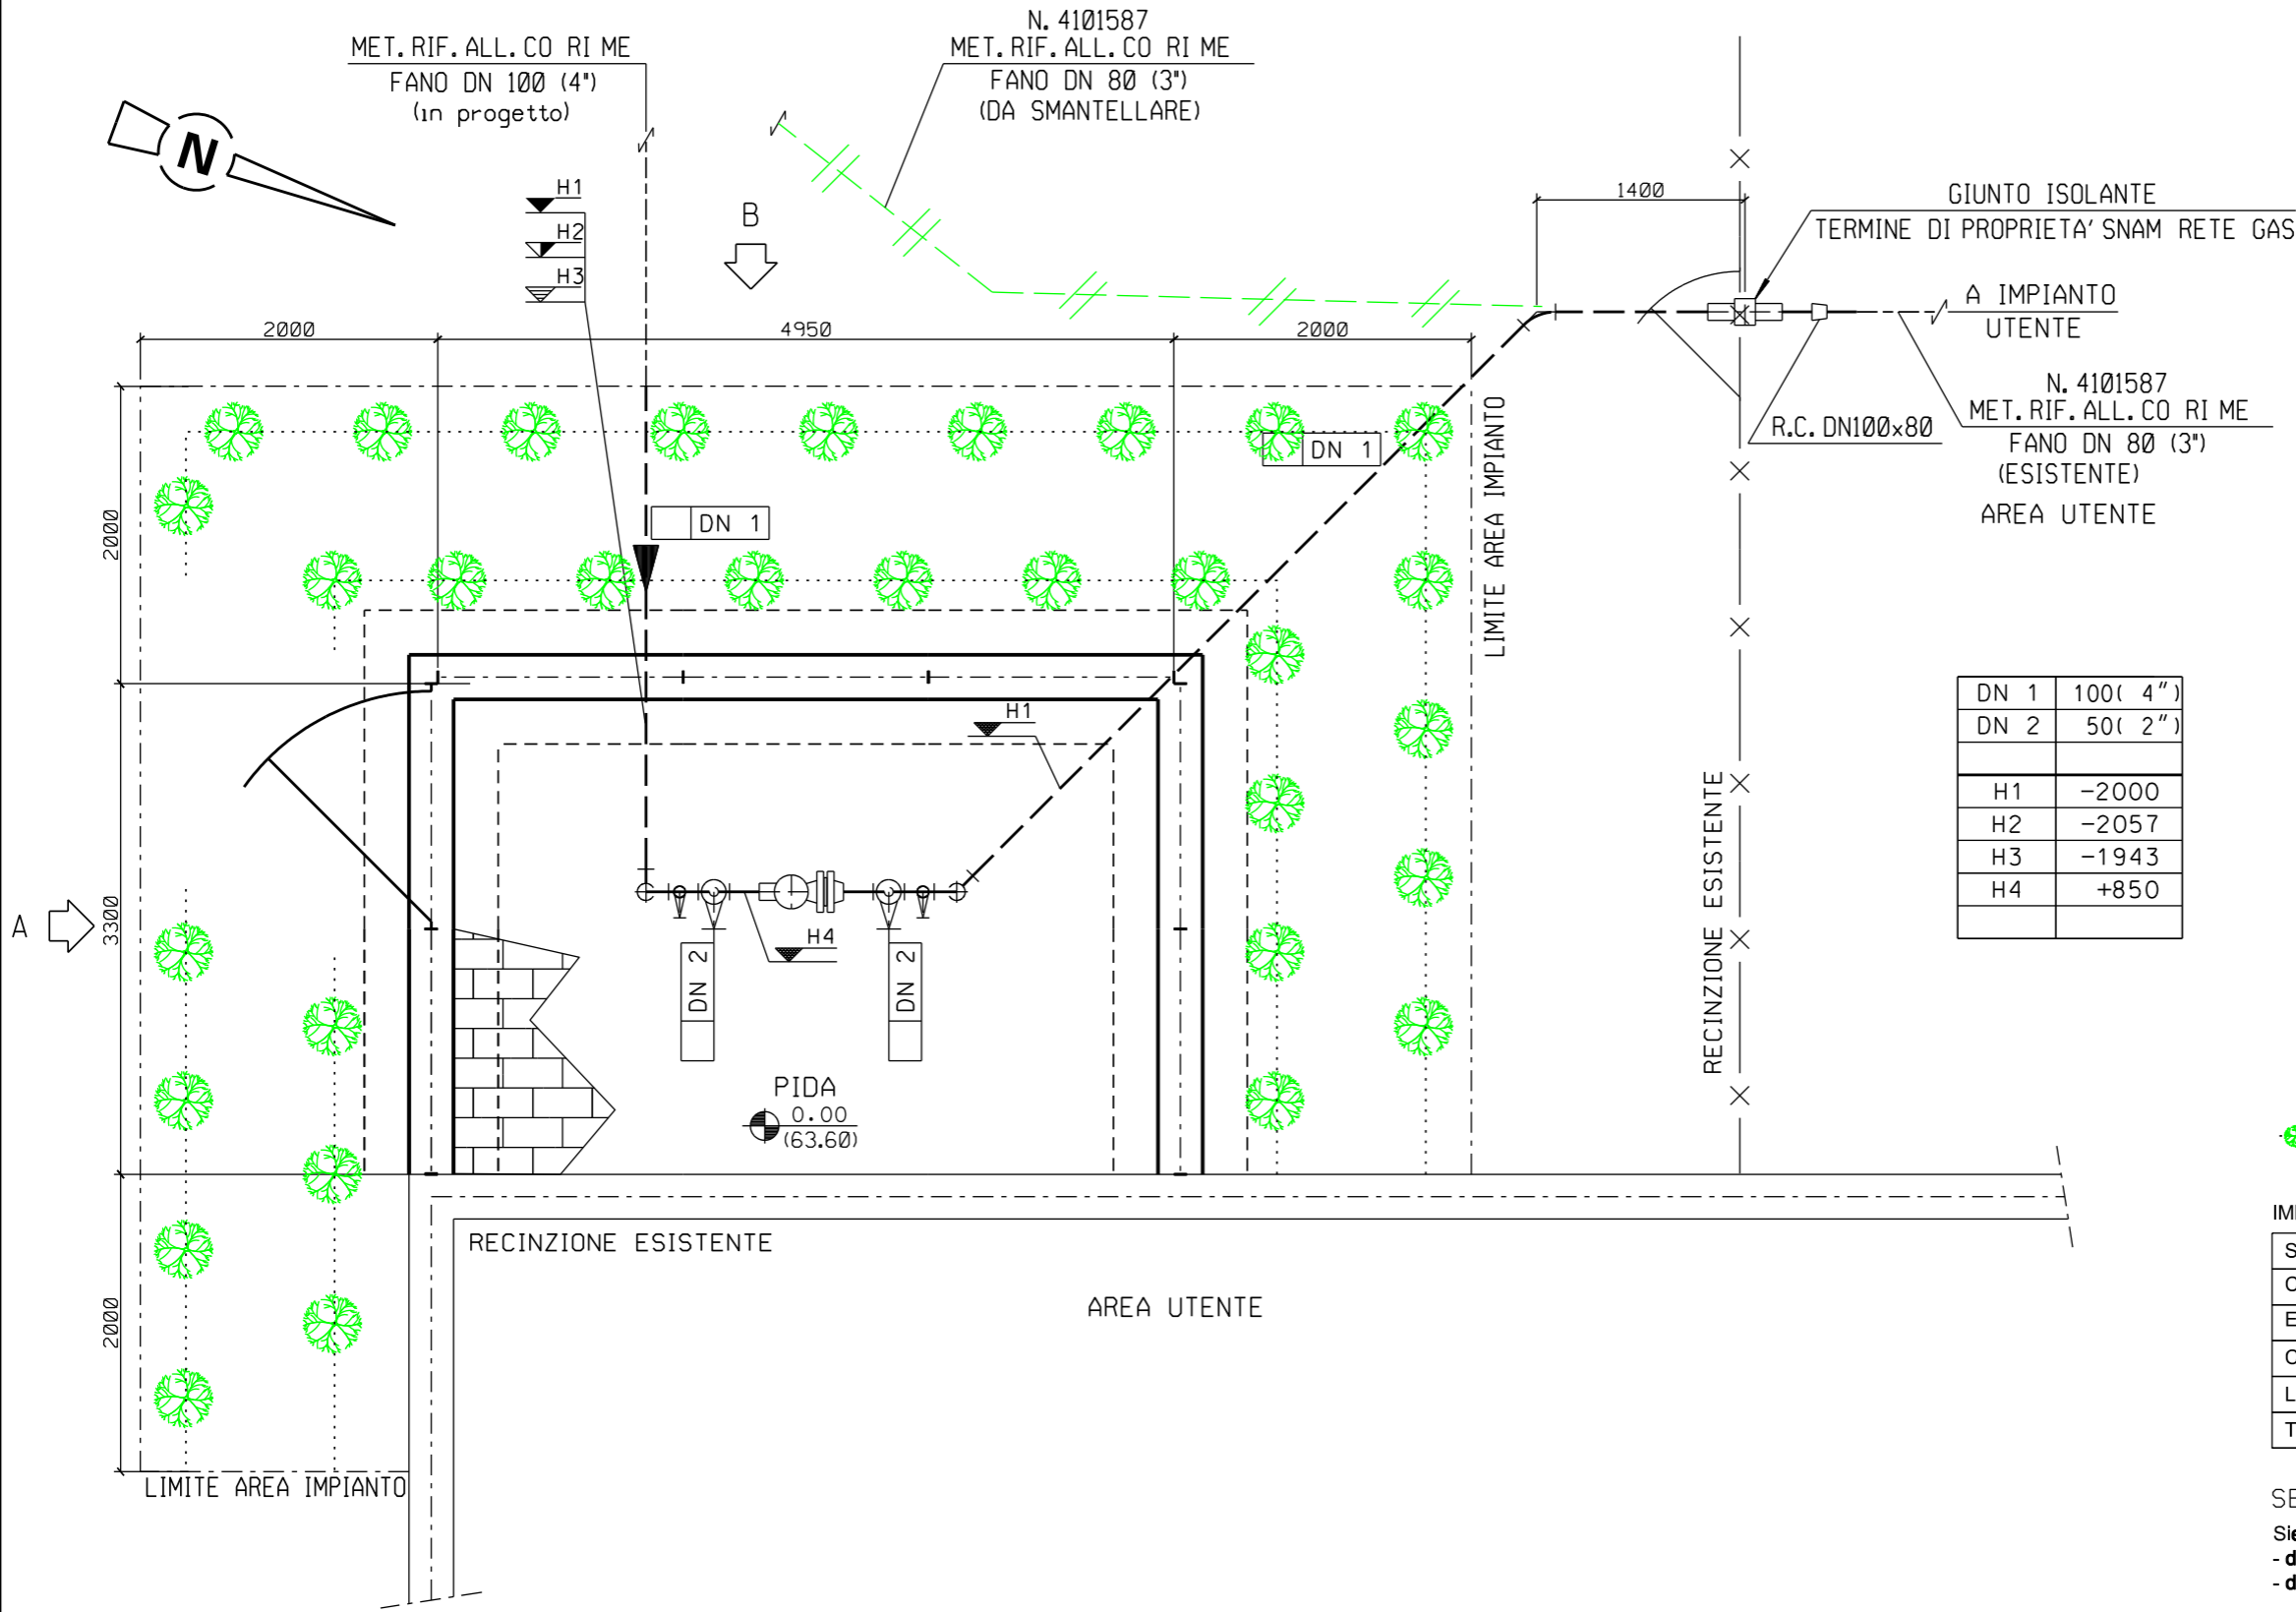 N. 4101587
MET.RIF.ALL.CO RI ME
FANO DN 100 (4")
(in progetto)
MET.RIF.ALL.CO RI ME
FANO DN 80 (3")
(DA SMANTELLARE)
N
H1
H2
H3
B
1400
GIUNTO ISOLANTE
TERMINE DI PROPRIETA' SNAM RETE GAS
A IMPIANTO
UTENTE
2000
4950
2000
N. 4101587
MET.RIF.ALL.CO RI ME
FANO DN 80 (3")
(ESISTENTE)
R.C. DN100x80
AREA UTENTE
DN 1
DN 1
LIMITE AREA IMPIANTO
2000
3300
2000
A
H1
H4
DN 2
DN 2
PIDA
0.00
(63.60)
RECINZIONE ESISTENTE
DN 1 100( 4")
DN 2 50( 2")
H1 -2000
H2 -2057
H3 -1943
H4 +850
RECINZIONE ESISTENTE
AREA UTENTE
LIMITE AREA IMPIANTO